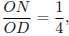 ON/OD = 1/4,